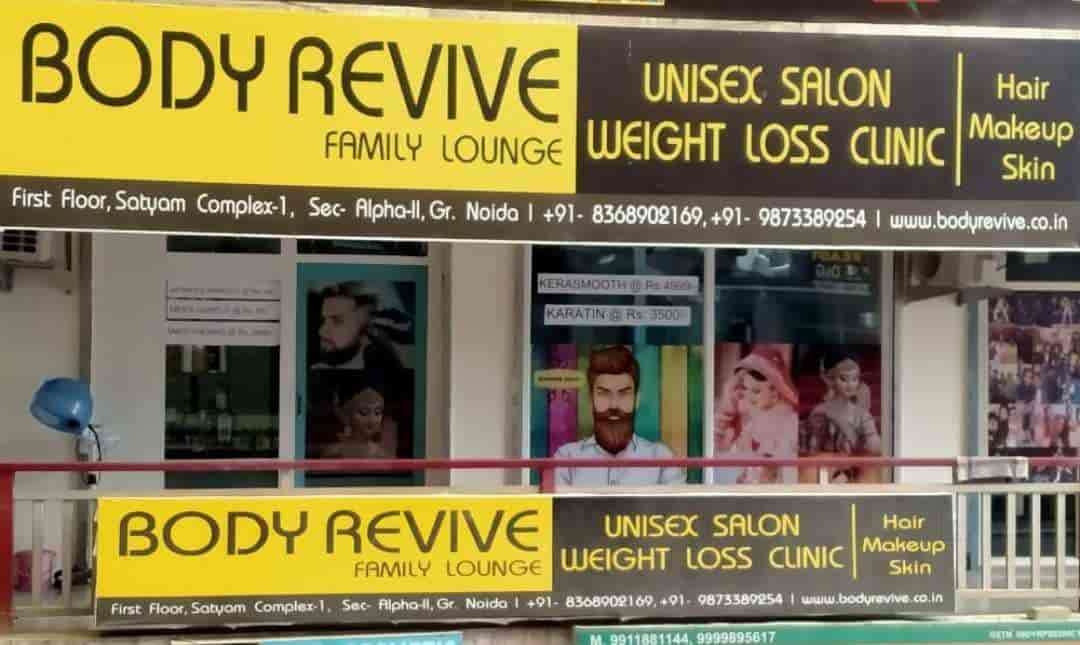 BODY REVIVE
FAMILY LOUNGE
UNISEX SALON
WEIGHT LOSS CLINIC
Hair
Makeup
Skin
First Floor, Satyam Complex-1, Sec- Alpha-II, Gr. Noida | +91- 8368902169, +91- 9873389254 | www.bodyrevive.co.in
KERASMOOTH @ Rs.4999/-
KARATIN @ Rs. 3500/-
BODY REVIVE
FAMILY LOUNGE
UNISEX SALON
WEIGHT LOSS CLINIC
Hair
Makeup
Skin
First Floor, Satyam Complex-1, Sec- Alpha-II, Gr. Noida | +91- 8368902169, +91- 9873389254 | www.bodyrevive.co.in
M. 9911881144, 9999895617